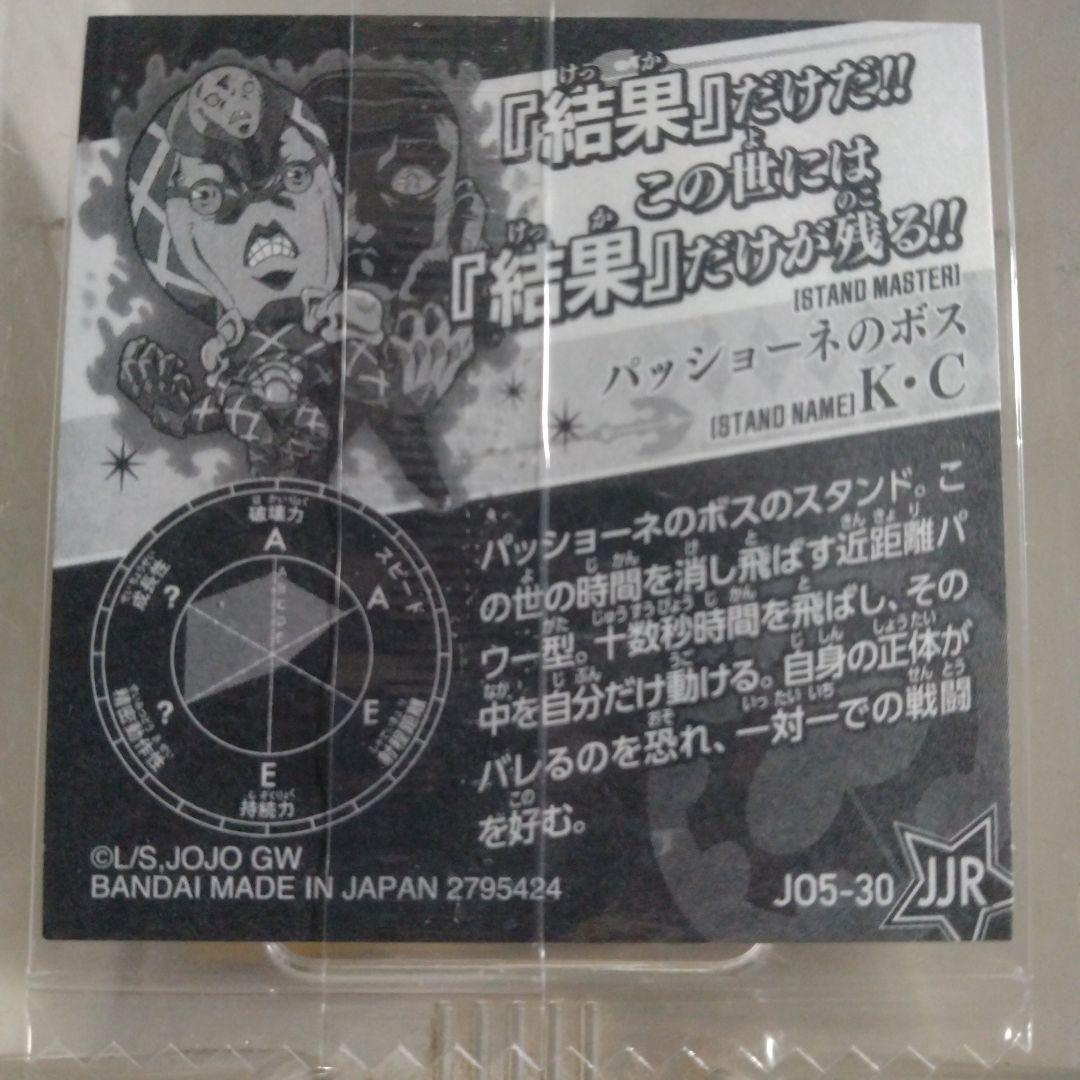 『結果』だけだ!!
この世には
『結果』だけが残る!!
[STAND MASTER]
パッショーネのボス
[STAND NAME] K・C
パッショーネのボスのスタンド。こ
の世の時間を消し飛ばす近距離パ
ワー型。十数秒時間を飛ばし、その
中を自分だけ動ける。自身の正体が
バレるのを恐れ、一対一での戦闘
を好む。
破壊力
A
スピード
A
射程距離
E
持続力
E
精密動作性
?
成長性
?
©L/S,JOJO GW
BANDAI MADE IN JAPAN 2795424
JO5-30 JJR